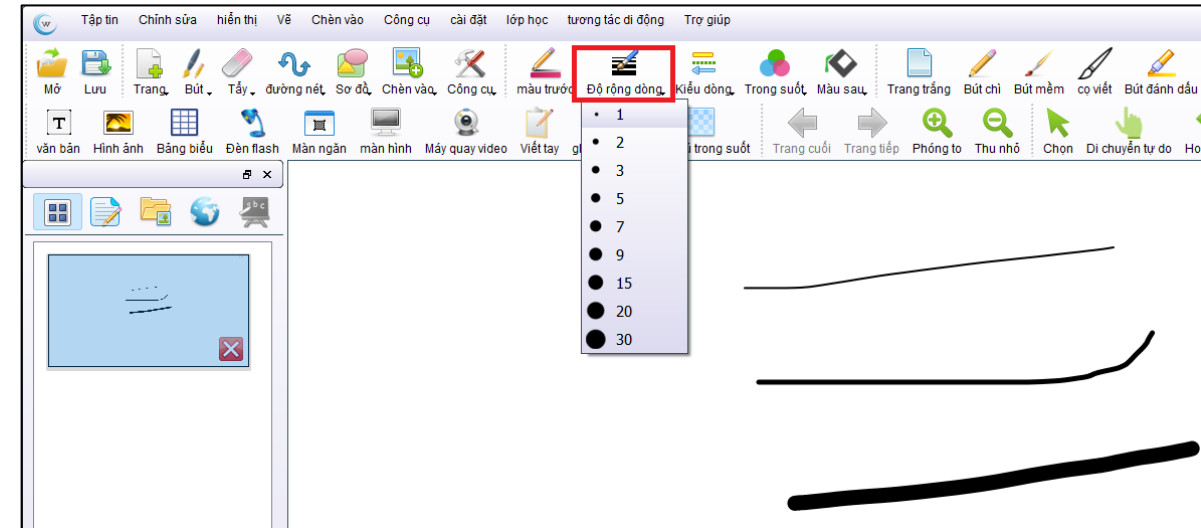 W
Tập tin Chỉnh sửa hiển thị Vẽ Chèn vào Công cụ cài đặt lớp học tương tác di động Trợ giúp
Mở Lưu Trang Bút Tẩy đường nét Sơ đồ Chèn vào Công cụ màu trước Độ rộng dòng Kiểu dòng Trong suốt Màu sau Trang trắng Bút chì Bút mềm cọ viết Bút đánh dấu
T
văn bản Hình ảnh Bảng biểu Đèn flash Màn ngăn màn hình Máy quay video Viết tay trong suốt Trang cuối Trang tiếp Phóng to Thu nhỏ Chọn Di chuyển tự do
abc
1
2
3
5
7
9
15
20
30